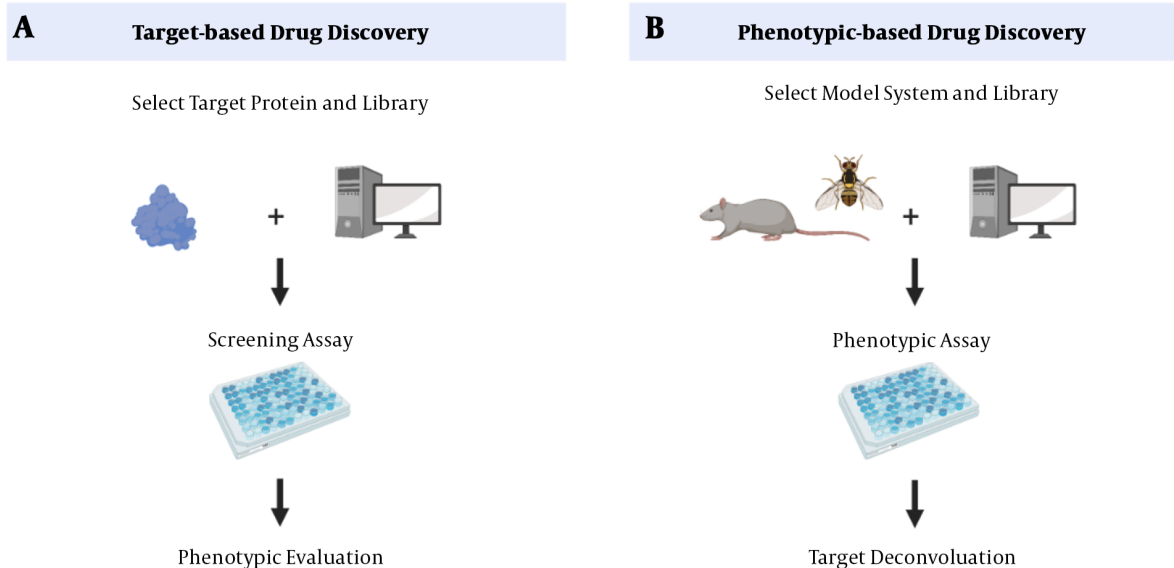 A
Target-based Drug Discovery
Select Target Protein and Library
+
Screening Assay
Phenotypic Evaluation
B
Phenotypic-based Drug Discovery
Select Model System and Library
+
Phenotypic Assay
Target Deconvoluation